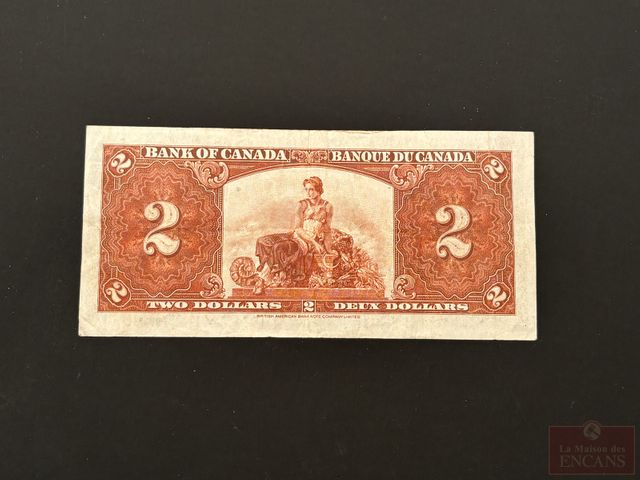 2 BANK OF CANADA BANQUE DU CANADA 2
2 2
2 TWO DOLLARS 2 DEUX DOLLARS 2
BRITISH AMERICAN BANK NOTE COMPANY LIMITED
La Maison des
ENCANS